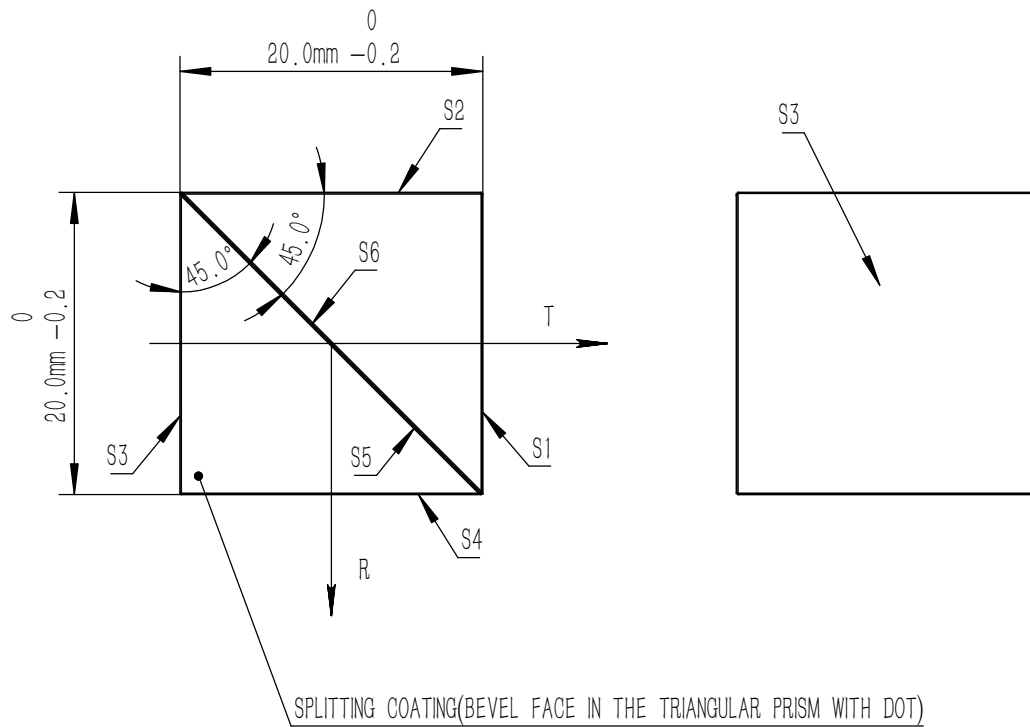 0
20.0mm -0.2
S2
S3
45.0°
45.0°
S6
0
20.0mm -0.2
T
S3
S5
S1
S4
R
SPLITTING COATING(BEVEL FACE IN THE TRIANGULAR PRISM WITH DOT)